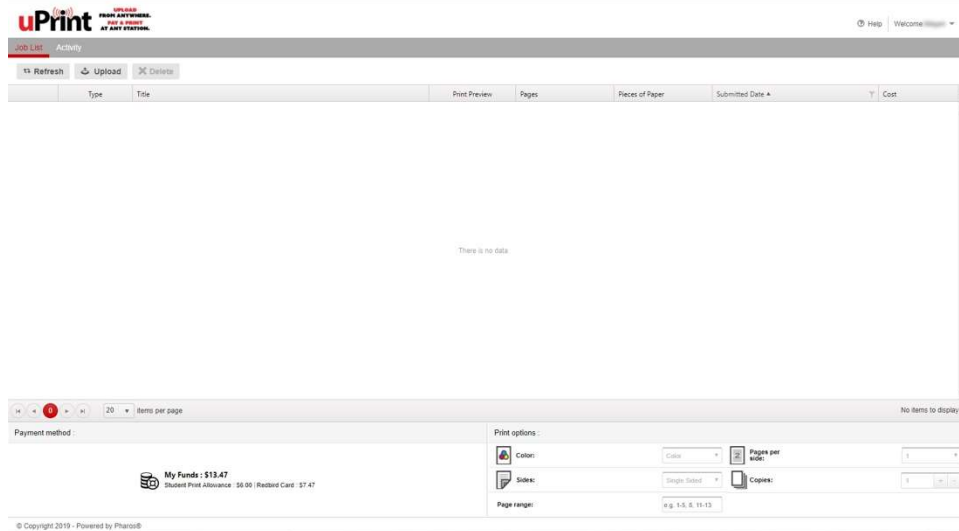 uPrint UPLOAD
FROM ANYWHERE.
PAY & PRINT
AT ANY STATION.
Help Welcome
Job List Activity
Refresh Upload Delete
Type Title Print Preview Pages Pieces of Paper Submitted Date Cost
There is no data
0 20 items per page No items to display
Payment method : Print options :
Color: Color 2 Pages per side: 1
My Funds : $13.47
Student Print Allowance : $6.00 | Redbird Card : $7.47
Sides: Single Sided Copies: 1
Page range: e.g. 1-5, 8, 11-13
© Copyright 2019 - Powered by Pharos®